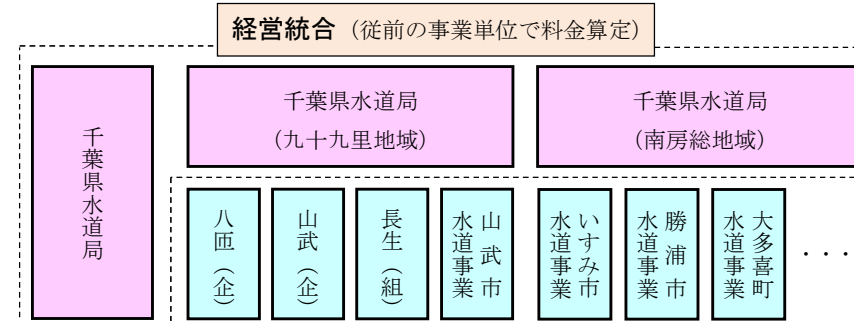 経営統合（従前の事業単位で料金算定）
千葉県水道局
千葉県水道局
（九十九里地域）
千葉県水道局
（南房総地域）
八匝（企）
山武（企）
長生（組）
山武市
水道事業
いすみ市
水道事業
勝浦市
水道事業
大多喜町
水道事業
・・・